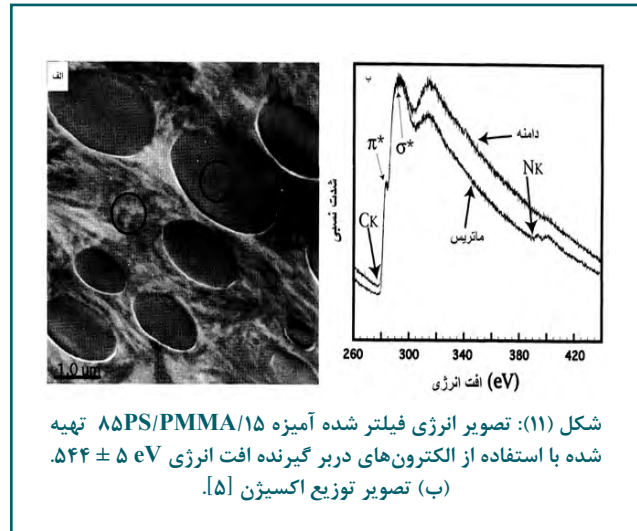 الف
1.0 μm
ب
شدت نسبی
π*
σ*
دامنه
ماتریس
CK
NK
260 300 340 380 420
افت انرژی (eV)
شکل (۱۱): تصویر انرژی فیلتر شده آمیزه ۸۵PS/PMMA/۱۵ تهیه
شده با استفاده از الکترون‌های دربر گیرنده افت انرژی ۵۴۴ ± ۵ eV.
(ب) تصویر توزیع اکسیژن [۵].